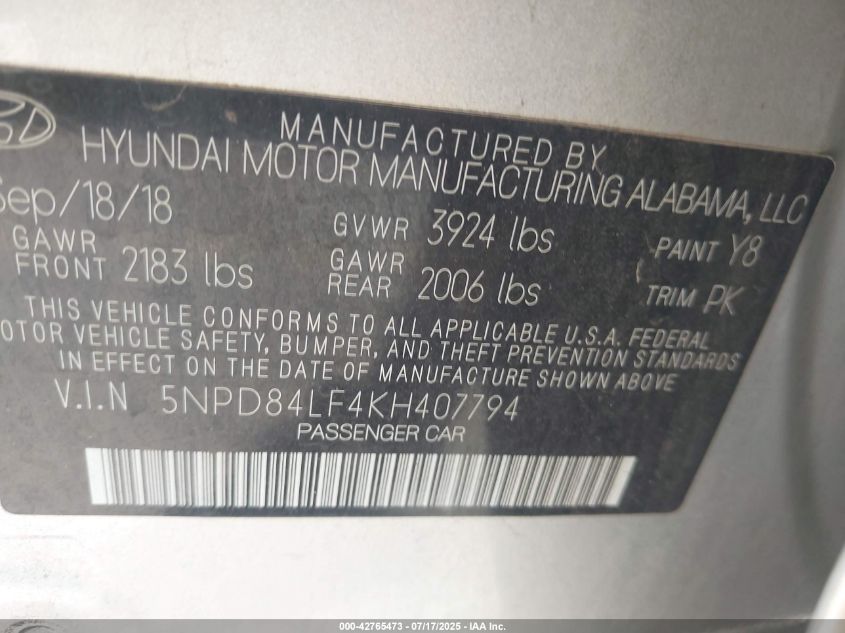 MANUFACTURED BY
HYUNDAI MOTOR MANUFACTURING ALABAMA, LLC
Sep/18/18 GVWR 3924 lbs PAINT Y8
GAWR FRONT 2183 lbs GAWR REAR 2006 lbs TRIM PK
THIS VEHICLE CONFORMS TO ALL APPLICABLE U.S.A. FEDERAL
OTOR VEHICLE SAFETY, BUMPER, AND THEFT PREVENTION STANDARDS
IN EFFECT ON THE DATE OF MANUFACTURE SHOWN ABOVE
V.I.N 5NPD84LF4KH407794
PASSENGER CAR
000-42765473 - 07/17/2025 - IAA Inc.